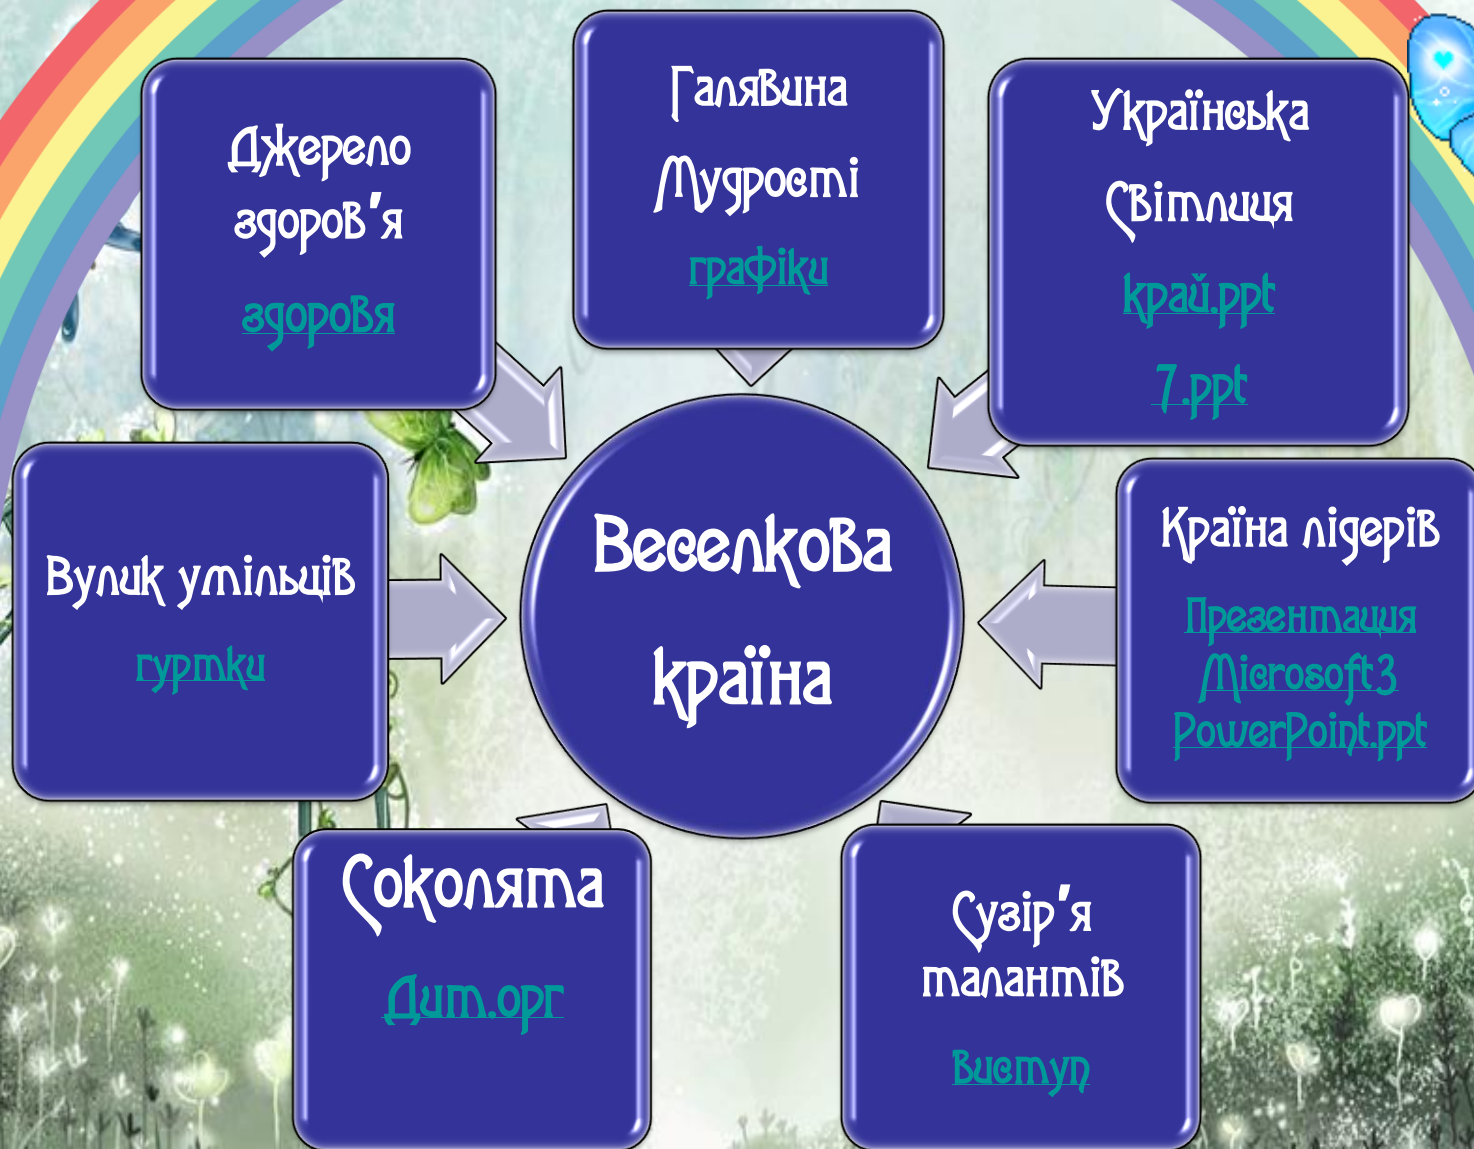 Джерело
здоров'я
здоровя
Галявина
Мудрості
графіки
Українська
Світлиця
край.ppt
7.ppt
Вулик умільців
гуртки
Веселкова
країна
Країна лідерів
Презентация
Microsoft3
PowerPoint.ppt
Соколята
Дит.орг
Сузір'я
талантів
Виступ